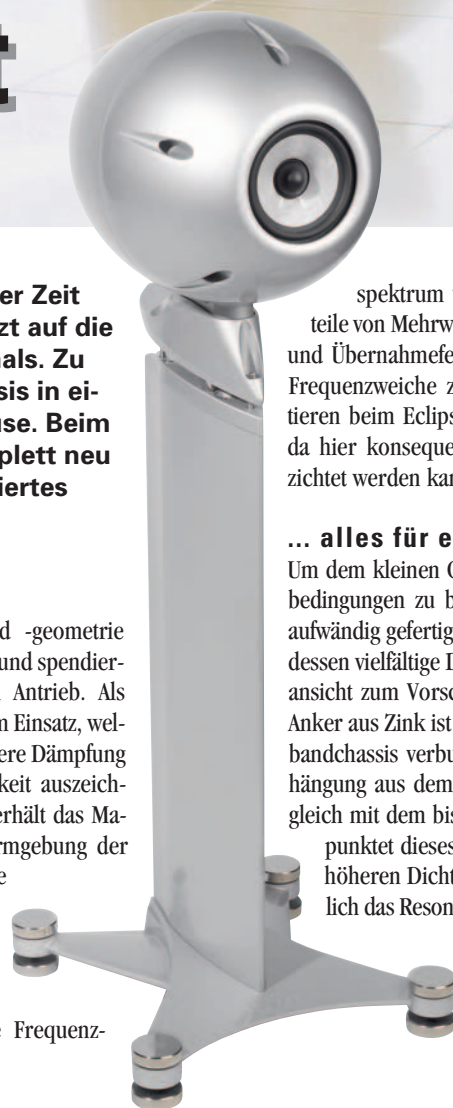 t
er Zeit
zt auf die
mals. Zu
sis in ei-
use. Beim
plett neu
iertes
d -geometrie
und spendier-
n Antrieb. Als
m Einsatz, wel-
ere Dämpfung
keit auszeich-
erhält das Ma-
rmgebung der
e
e Frequenz-
spektrum
teile von Mehrw
und Übernahmefe
Frequenzweiche z
tieren beim Eclips
da hier konseque
zichtet werden kar
... alles für e
Um dem kleinen
bedingungen zu b
aufwändig gefertig
dessen vielfältige D
ansicht zum Vorsc
Anker aus Zink ist
bandchassis verbu
hängung aus dem
gleich mit dem bis
punktet dieses
höheren Dicht
lich das Reson